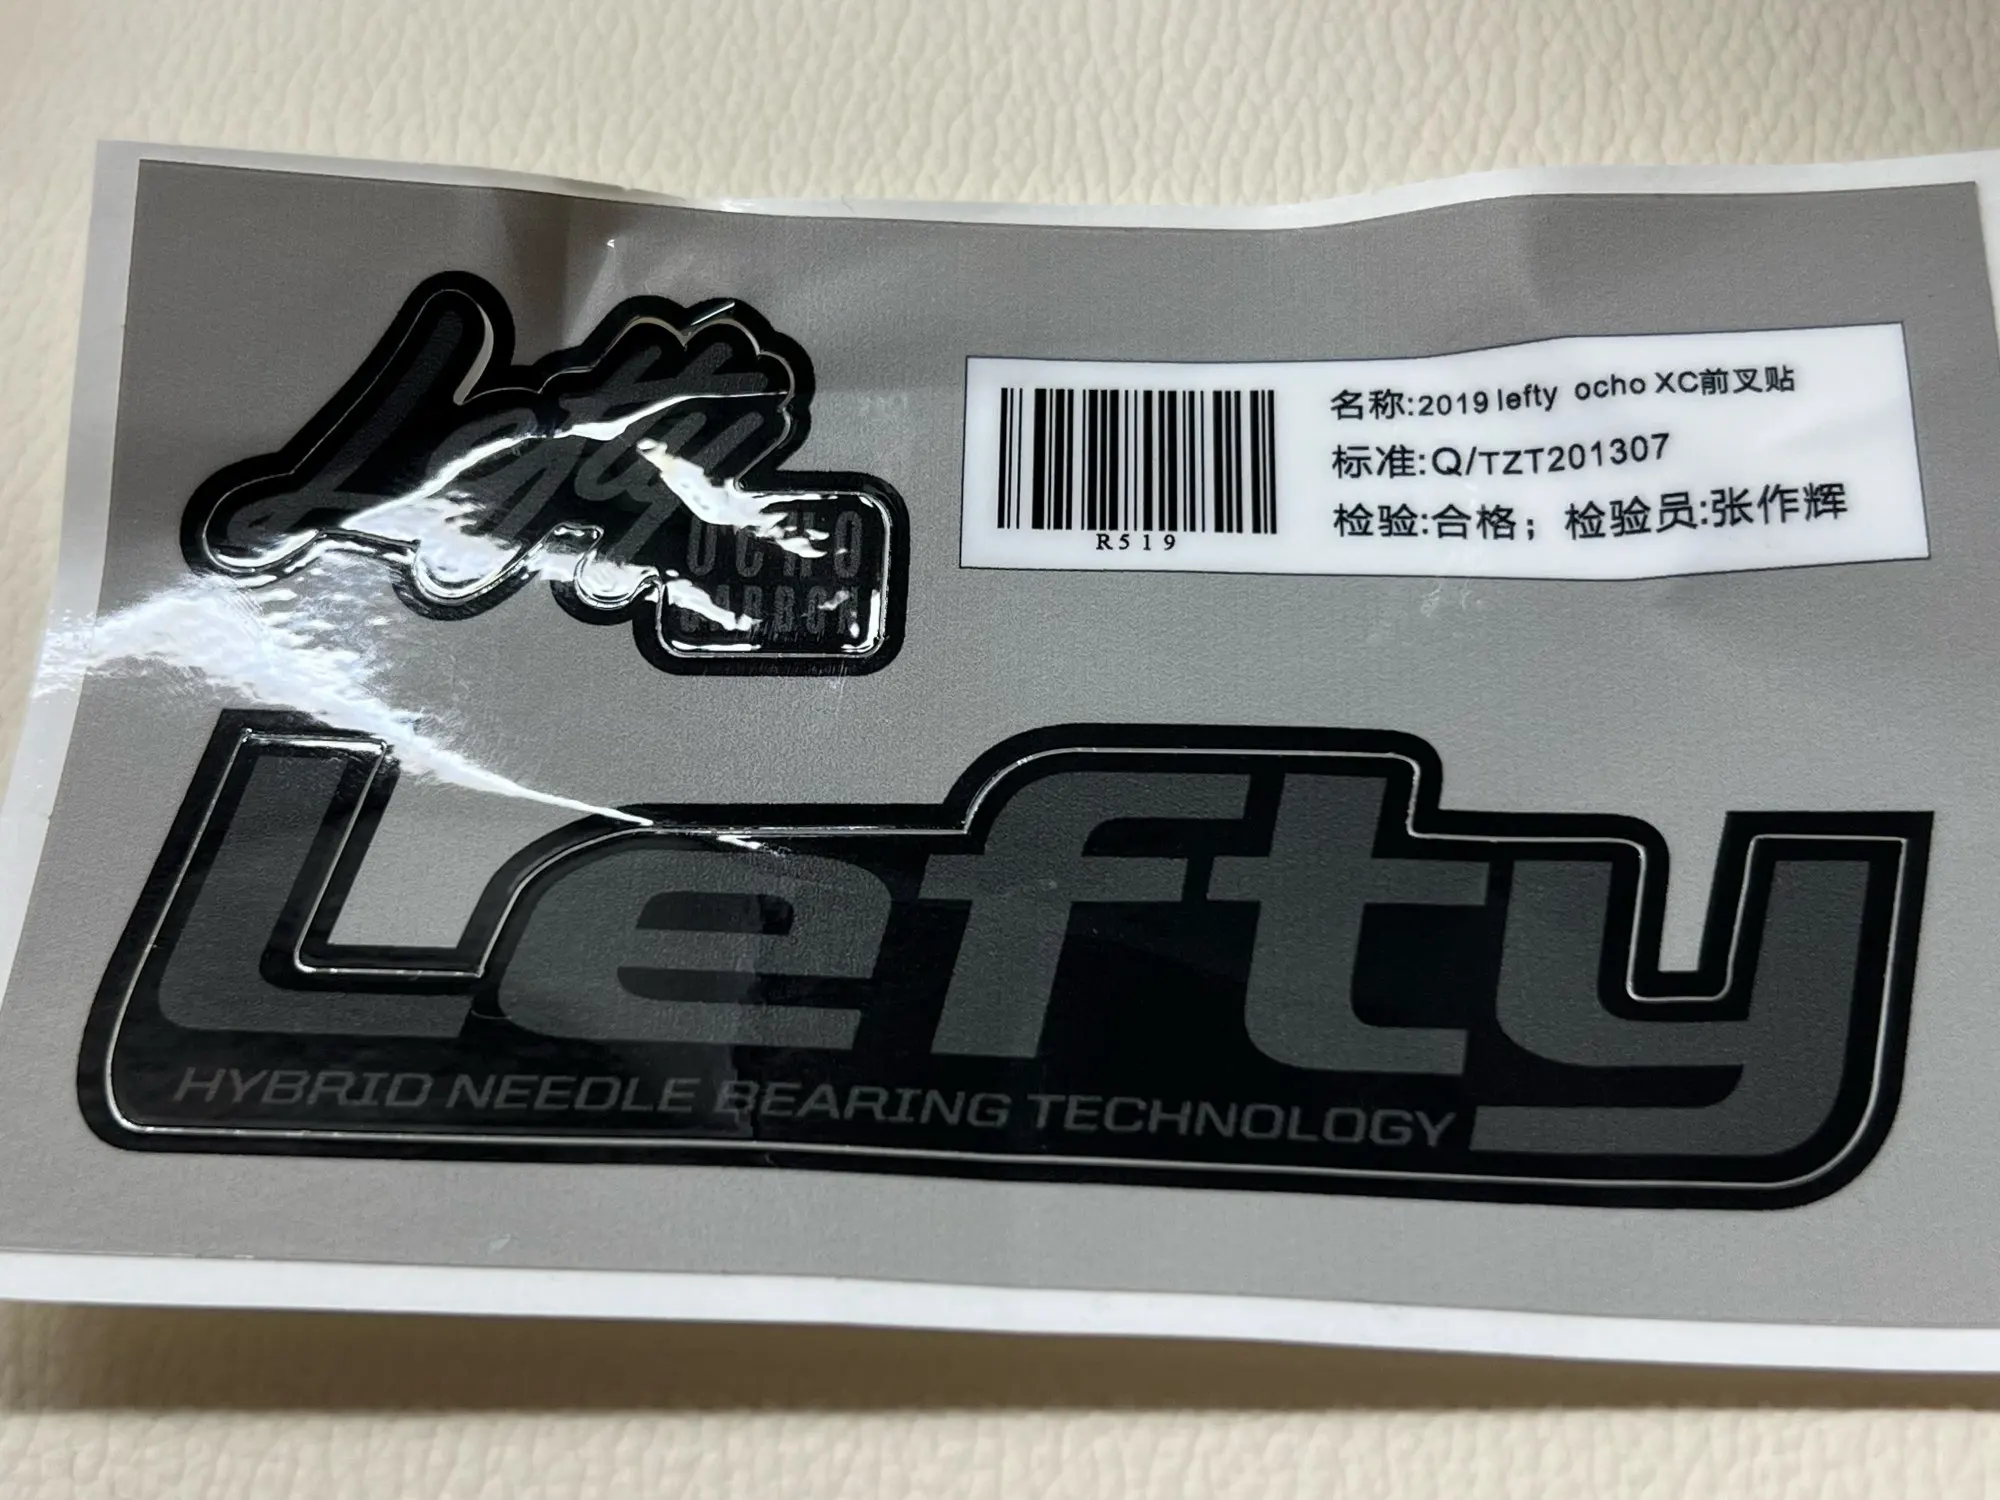 Lefty
OCHO
CARBON
R519
名称:2019 lefty ocho XC前叉贴
标准:Q/TZT201307
检验:合格；检验员:张作辉
Lefty
HYBRID NEEDLE BEARING TECHNOLOGY